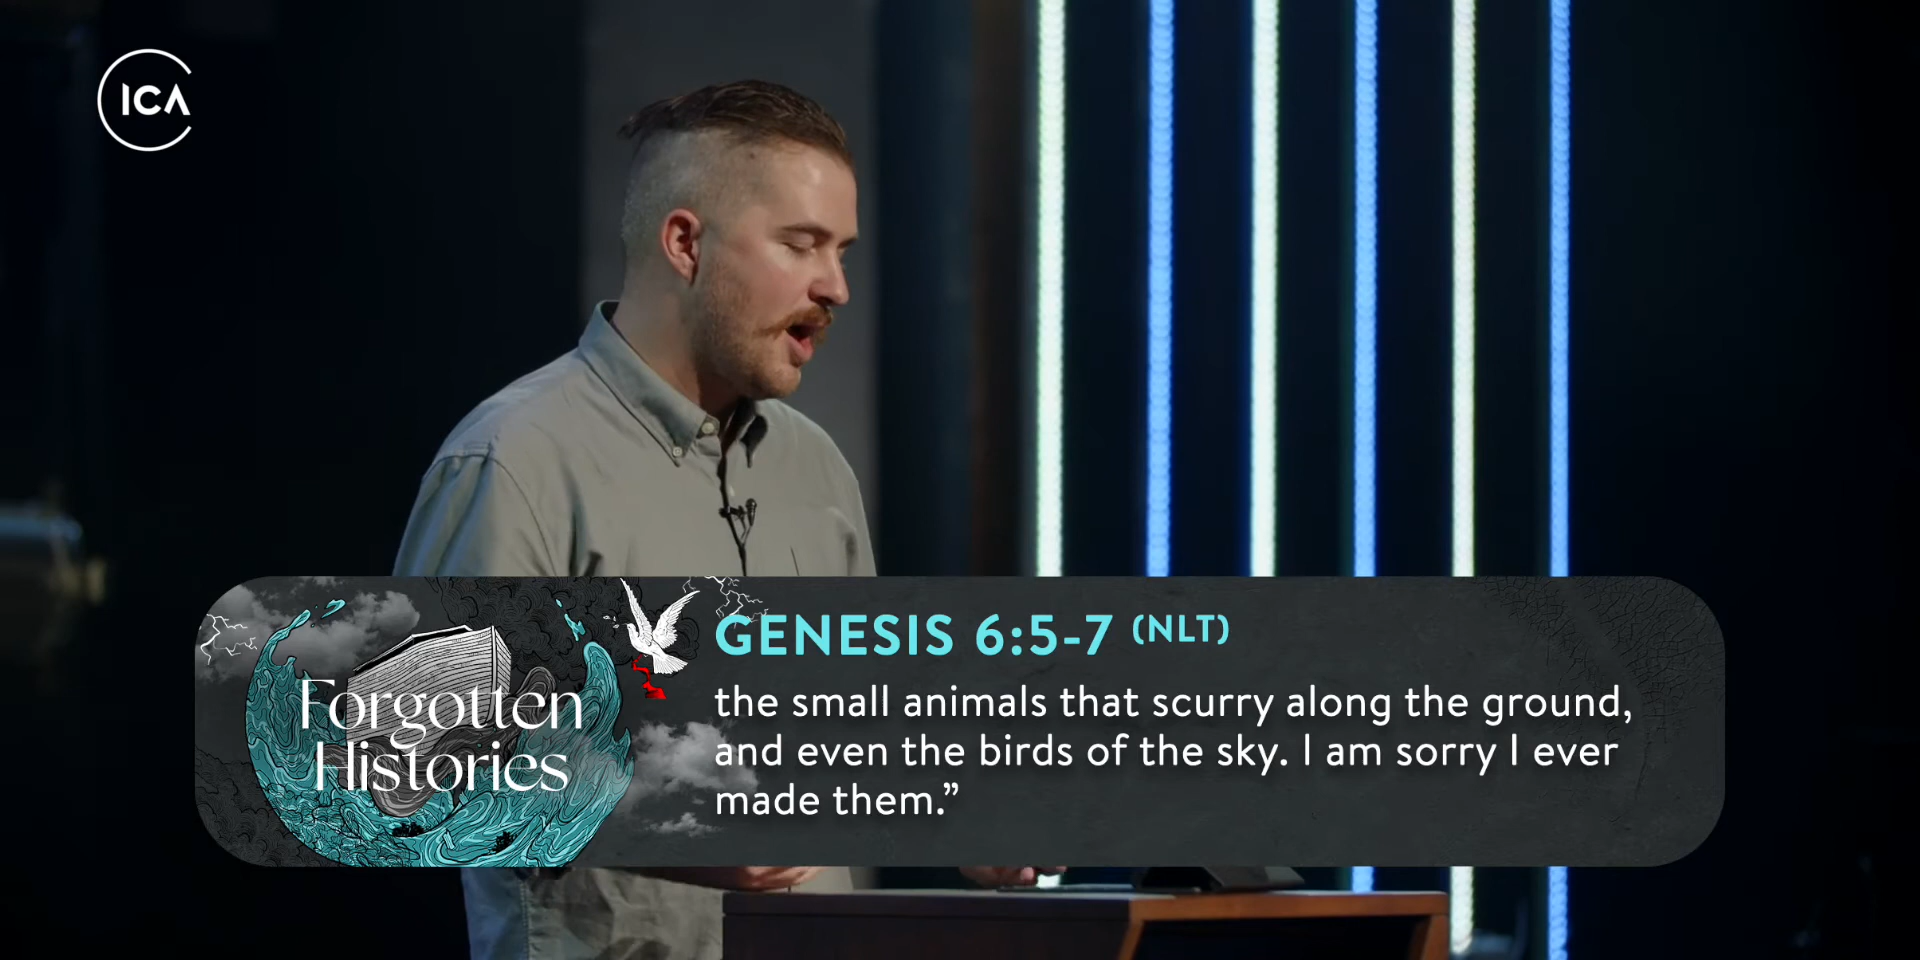 ICA
Forgotten
Histories
GENESIS 6:5-7 (NLT)
the small animals that scurry along the ground,
and even the birds of the sky. I am sorry I ever
made them.”